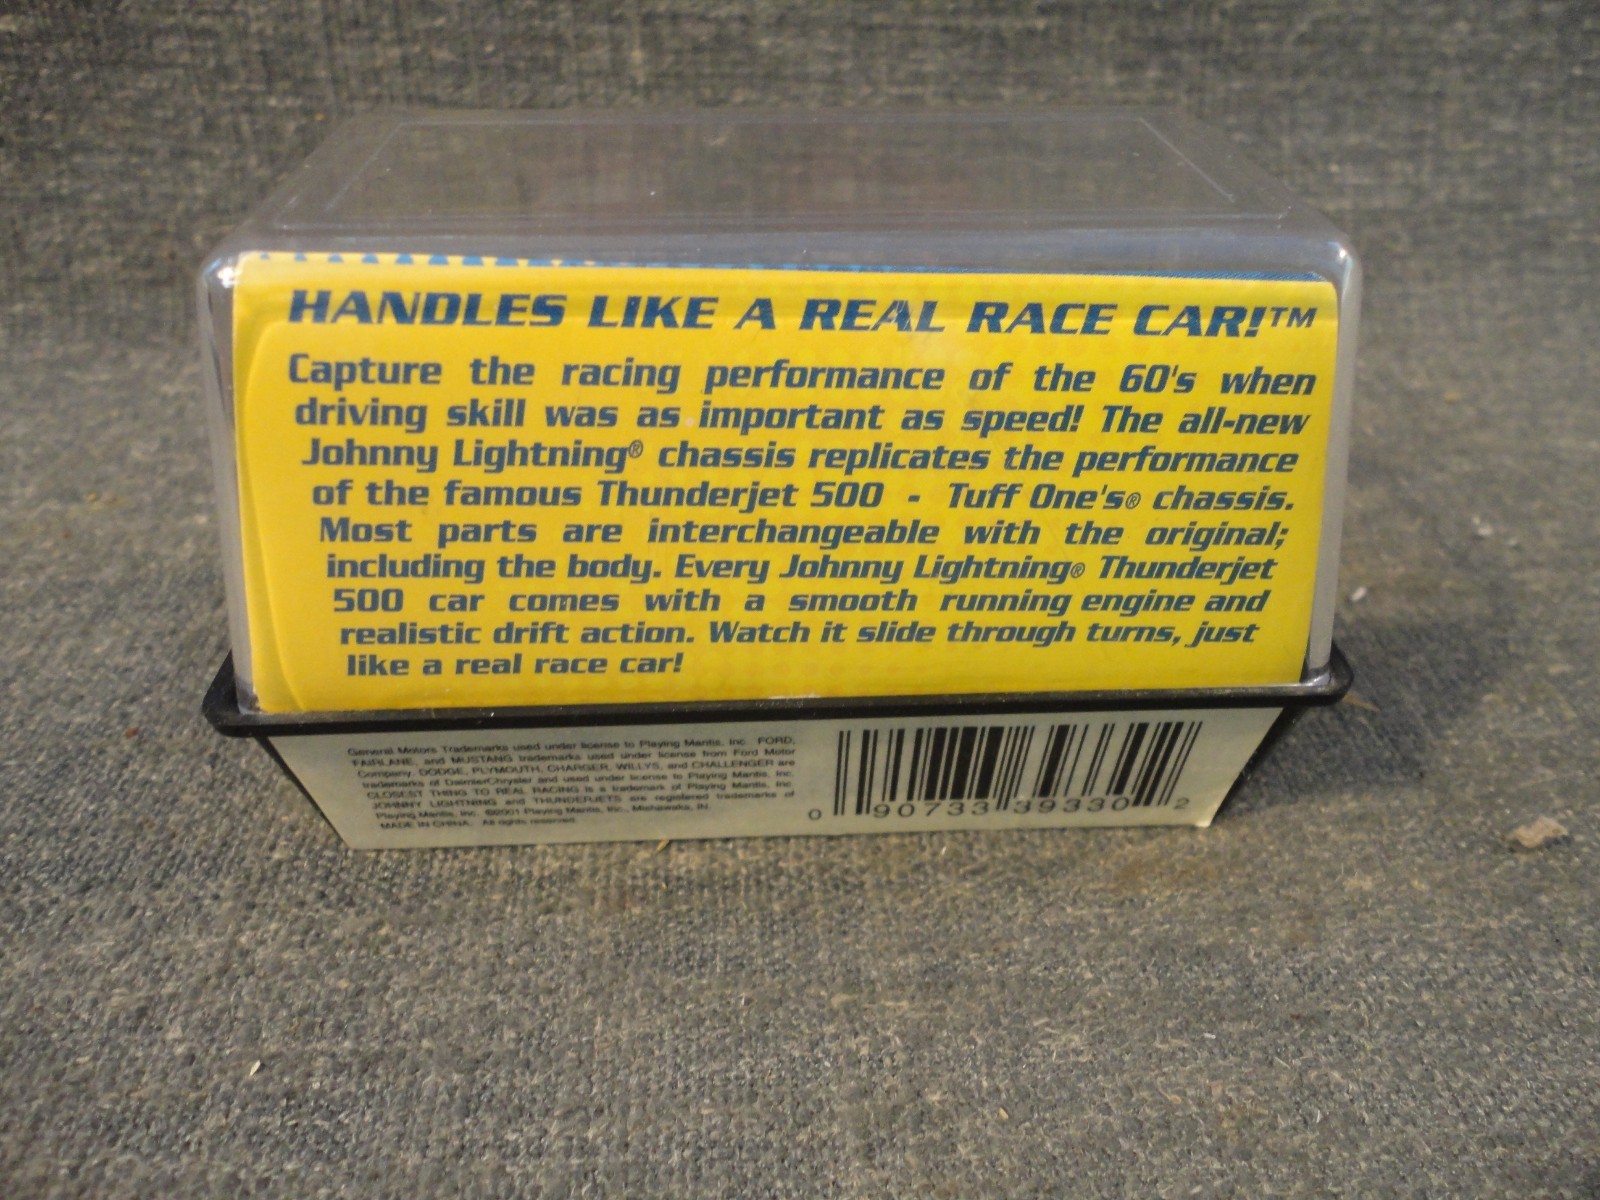 HANDLES LIKE A REAL RACE CAR!™
Capture the racing performance of the 60's when
driving skill was as important as speed! The all-new
Johnny Lightning® chassis replicates the performance
of the famous Thunderjet 500 - Tuff One's® chassis.
Most parts are interchangeable with the original;
including the body. Every Johnny Lightning® Thunderjet
500 car comes with a smooth running engine and
realistic drift action. Watch it slide through turns, just
like a real race car!
General Motors Trademarks used under license to Playing Mantis, Inc. FORD,
FAIRLANE, and MUSTANG trademarks used under license from Ford Motor
Company. DODGE, PLYMOUTH, CHARGER, WILLYS, and CHALLENGER are
trademarks of DaimlerChrysler and used under license to Playing Mantis, Inc.
CLOSEST THING TO REAL RACING is a trademark of Playing Mantis, Inc.
JOHNNY LIGHTNING and THUNDERJETS are registered trademarks of
Playing Mantis, Inc. ©2001 Playing Mantis, Inc., Mishawaka, IN.
MADE IN CHINA. All rights reserved.
0 90733 39330 2